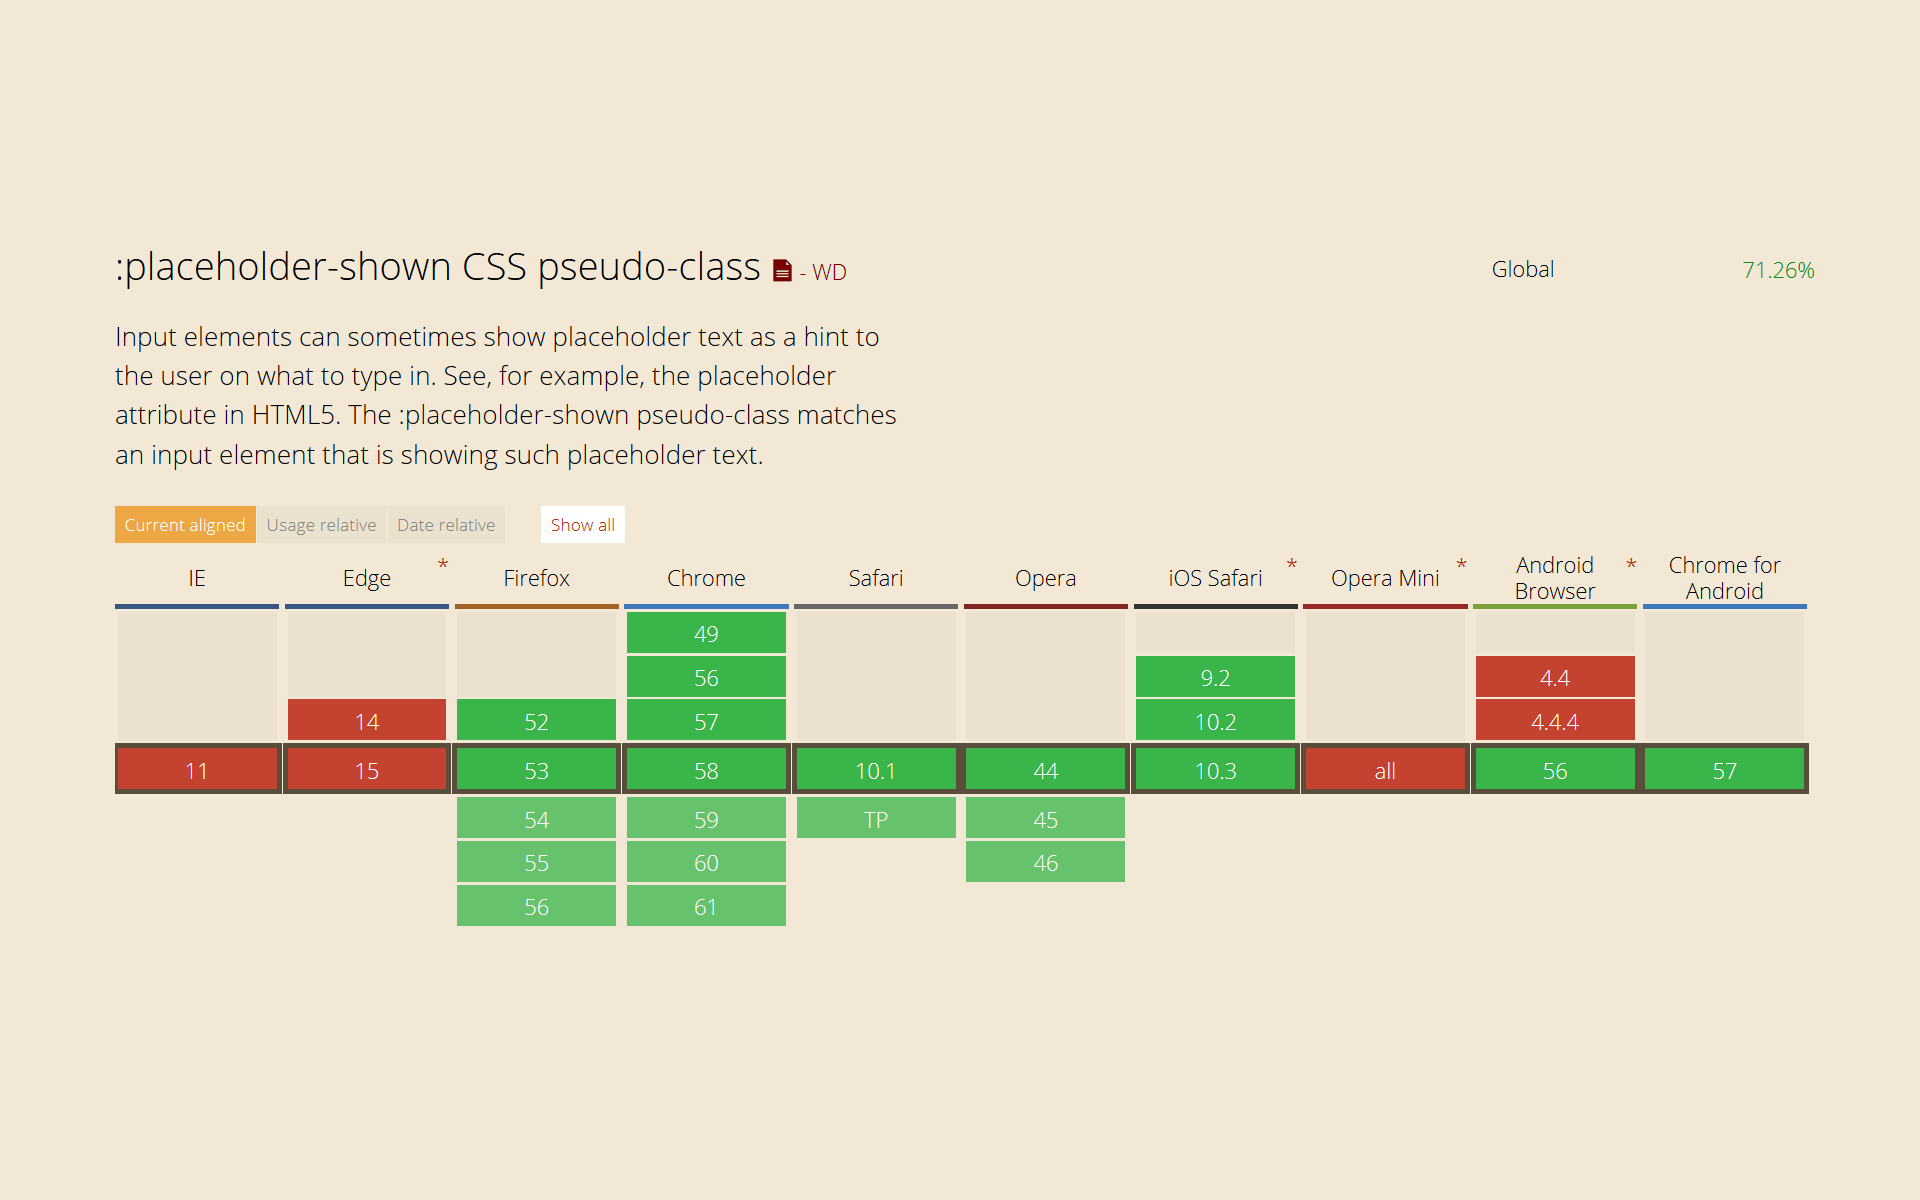 :placeholder-shown CSS pseudo-class - WD
Global 71.26%
Input elements can sometimes show placeholder text as a hint to
the user on what to type in. See, for example, the placeholder
attribute in HTML5. The :placeholder-shown pseudo-class matches
an input element that is showing such placeholder text.
Current aligned Usage relative Date relative Show all
IE Edge * Firefox Chrome Safari Opera iOS Safari * Opera Mini * Android Browser * Chrome for Android
49
56 9.2 4.4
14 52 57 10.2 4.4.4
11 15 53 58 10.1 44 10.3 all 56 57
54 59 TP 45
55 60 46
56 61